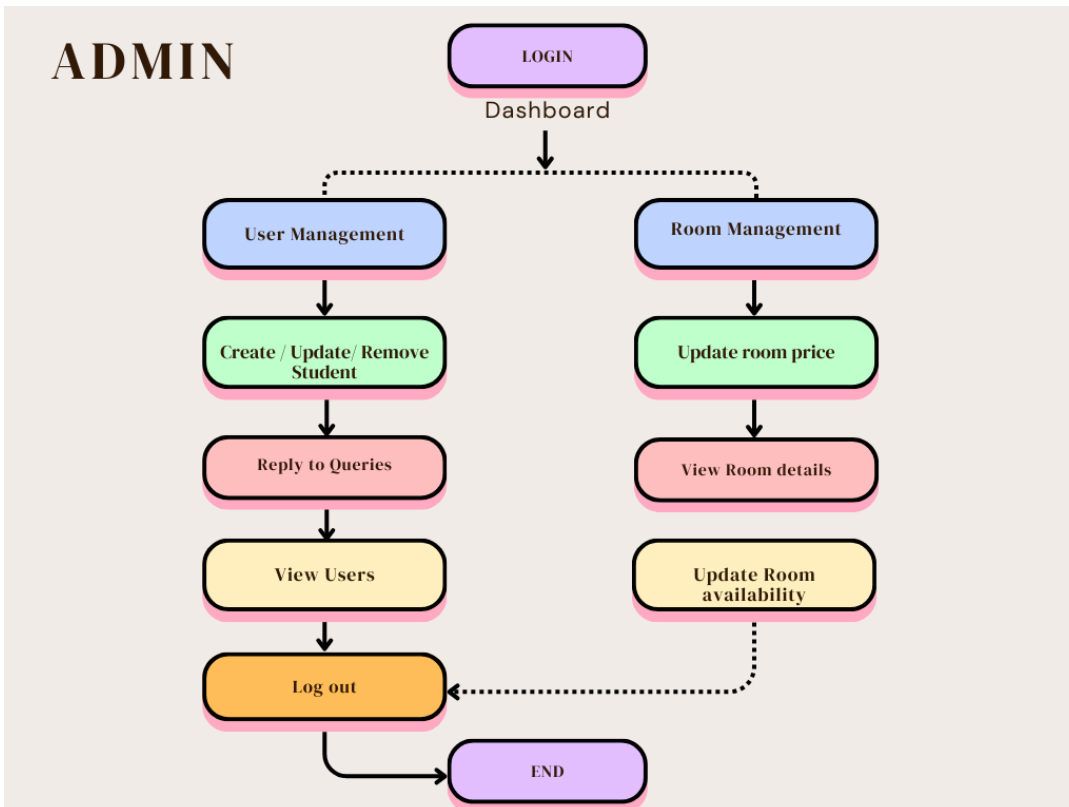 ADMIN
LOGIN
Dashboard
User Management
Room Management
Create / Update/ Remove
Student
Update room price
Reply to Queries
View Room details
View Users
Update Room
availability
Log out
END